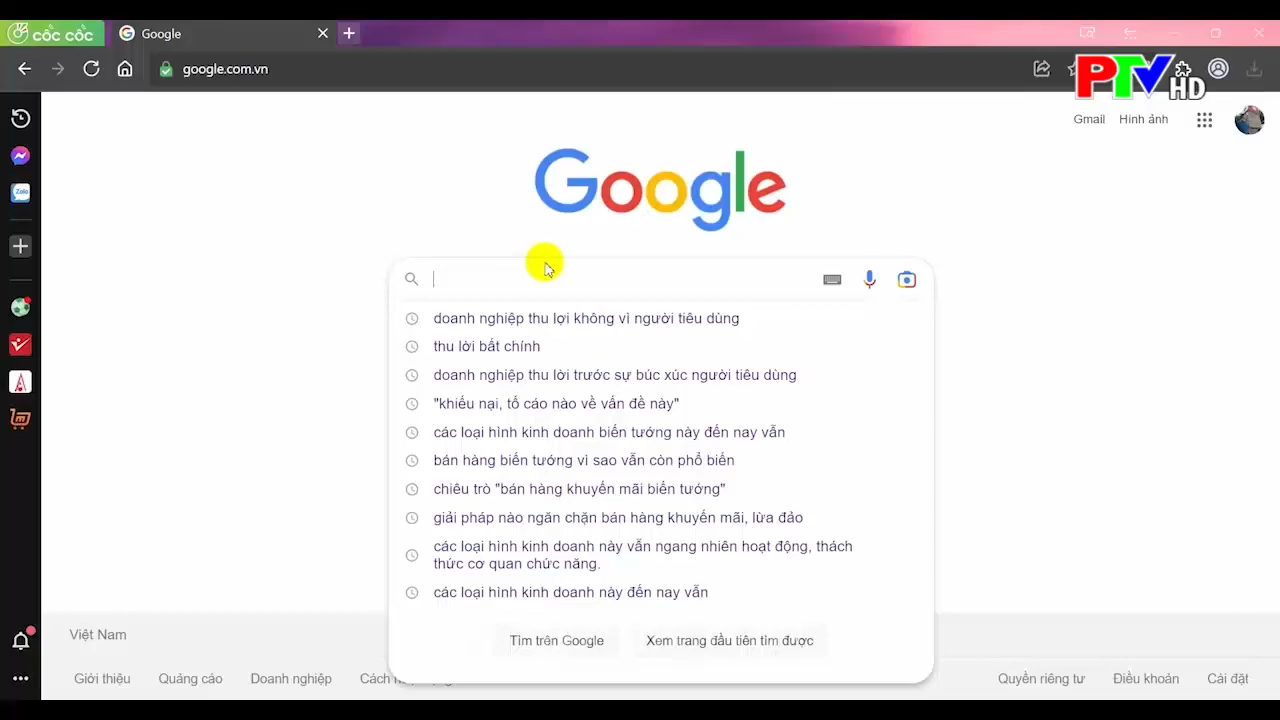 cốc cốc
Google
google.com.vn
PTV HD
Gmail
Hình ảnh
Zalo
Google
doanh nghiệp thu lợi không vì người tiêu dùng
thu lời bất chính
doanh nghiệp thu lời trước sự búc xúc người tiêu dùng
"khiếu nại, tố cáo nào về vấn đề này"
các loại hình kinh doanh biến tướng này đến nay vẫn
bán hàng biến tướng vì sao vẫn còn phổ biến
chiêu trò "bán hàng khuyến mãi biến tướng"
giải pháp nào ngăn chặn bán hàng khuyến mãi, lừa đảo
các loại hình kinh doanh này vẫn ngang nhiên hoạt động, thách
thức cơ quan chức năng.
các loại hình kinh doanh này đến nay vẫn
Tìm trên Google
Xem trang đầu tiên tìm được
Việt Nam
Giới thiệu
Quảng cáo
Doanh nghiệp
Cách
Quyền riêng tư
Điều khoản
Cài đặt